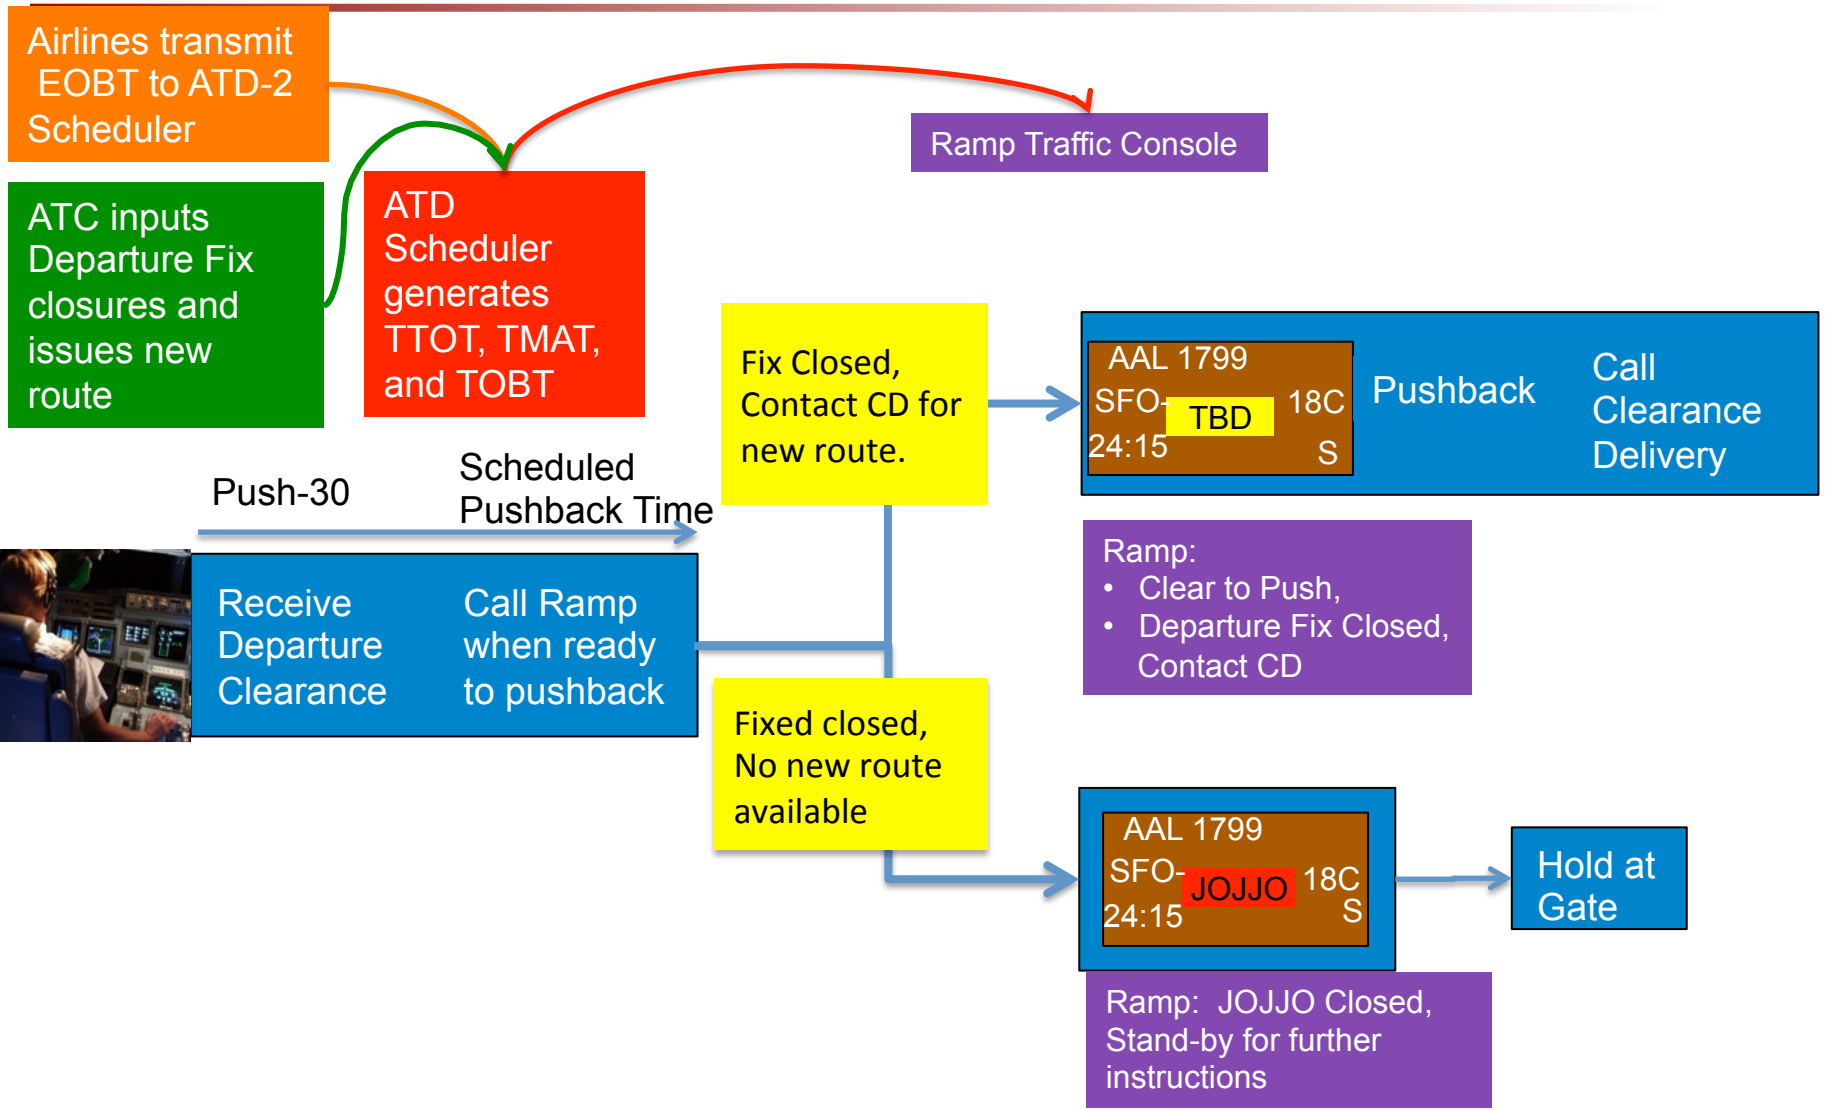 Airlines transmit
EOBT to ATD-2
Scheduler
ATC inputs
Departure Fix
closures and
issues new
route
ATD
Scheduler
generates
TTOT, TMAT,
and TOBT
Ramp Traffic Console
Push-30
Scheduled
Pushback Time
Receive
Departure
Clearance
Call Ramp
when ready
to pushback
Fix Closed,
Contact CD for
new route.
AAL 1799
SFO- TBD 18C
24:15 S
Pushback
Call
Clearance
Delivery
Ramp:
• Clear to Push,
• Departure Fix Closed,
Contact CD
Fixed closed,
No new route
available
AAL 1799
SFO- JOJJO 18C
24:15 S
Hold at
Gate
Ramp: JOJJO Closed,
Stand-by for further
instructions